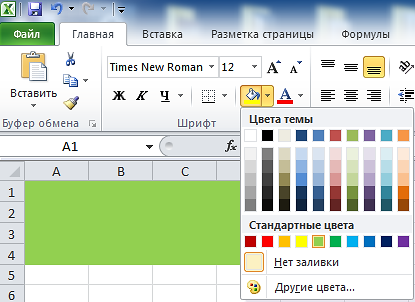 Файл Главная Вставка Разметка страницы Формулы
Times New Roman 12 A A
Вставить Ж К Ч А
Буфер обмена Шрифт
A1 fx
A B C
1
2
3
4
5
6
Цвета темы
Стандартные цвета
Нет заливки
Другие цвета...